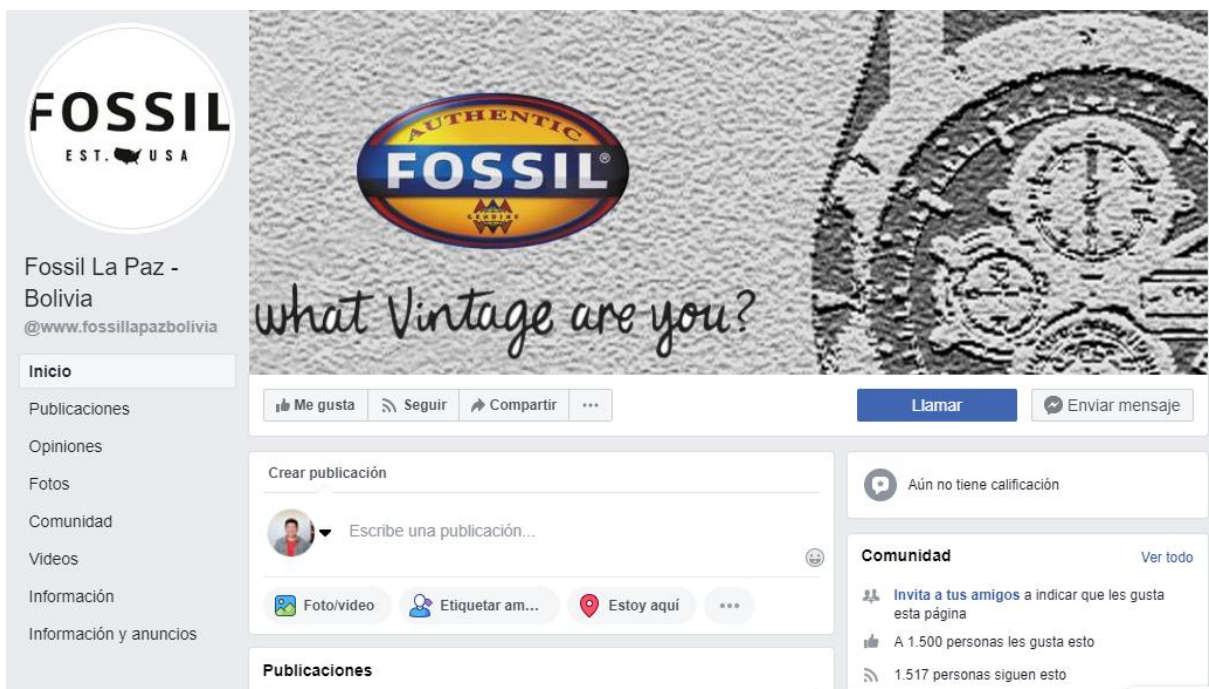 FOSSIL
EST. USA
Fossil La Paz -
Bolivia
@www.fossillapazbolivia
Inicio
Publicaciones
Opiniones
Fotos
Comunidad
Videos
Información
Información y anuncios
AUTHENTIC
FOSSIL®
GENUINE
what Vintage are you?
Me gusta
Seguir
Compartir
Llamar
Enviar mensaje
Crear publicación
Escribe una publicación...
Foto/video
Etiquetar am...
Estoy aquí
Publicaciones
Aún no tiene calificación
Comunidad
Ver todo
Invita a tus amigos a indicar que les gusta
esta página
A 1.500 personas les gusta esto
1.517 personas siguen esto